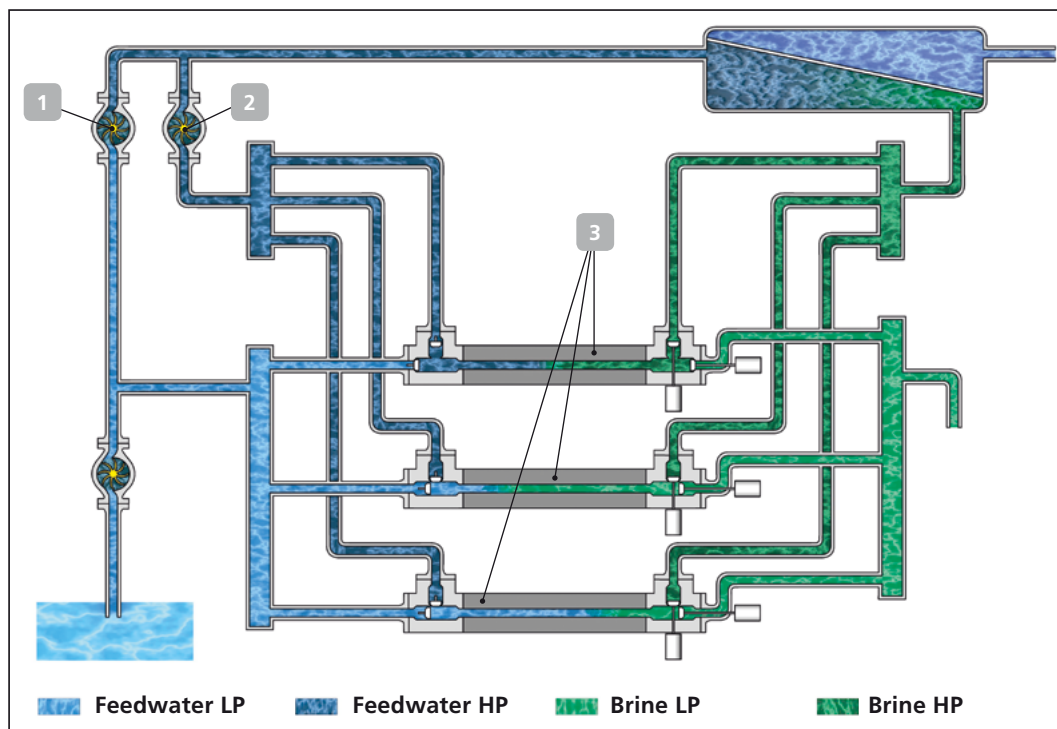 1
2
3
Feedwater LP
Feedwater HP
Brine LP
Brine HP